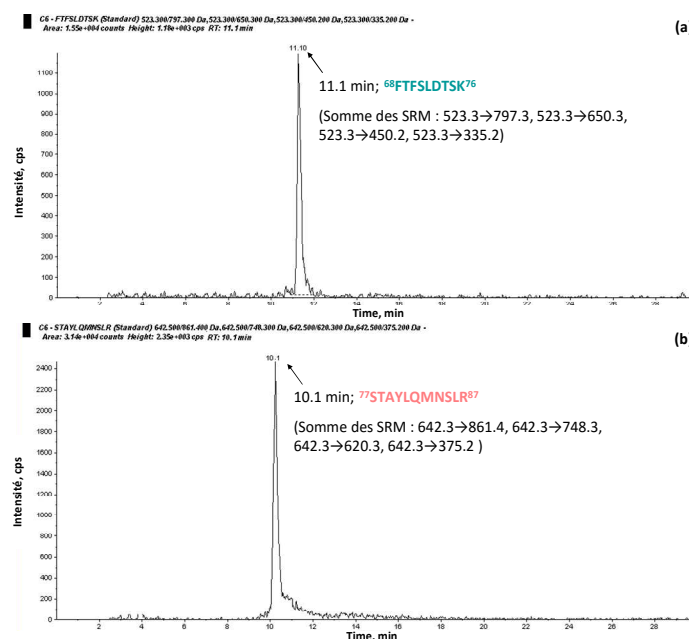 C6 - FTFSLDTSK (Standard) 523.300/797.300 Da,523.300/650.300 Da,523.300/450.200 Da,523.300/335.200 Da -
Area: 1.55e+004 counts Height: 1.18e+003 cps RT: 11.1 min
(a)
11.10
11.1 min; ⁶⁸FTFSLDTSK⁷⁶
(Somme des SRM : 523.3→797.3, 523.3→650.3,
523.3→450.2, 523.3→335.2)
Intensité, cps
1100
1000
900
800
700
600
500
400
300
200
100
0
2 4 6 8 10 12 14 16 18 20 22 24 26 28
Time, min
C6 - STAYLQMNSLR (Standard) 642.500/861.400 Da,642.500/748.300 Da,642.500/620.300 Da,642.500/375.200 Da -
Area: 3.14e+004 counts Height: 2.35e+003 cps RT: 10.1 min
(b)
10.1
10.1 min; ⁷⁷STAYLQMNSLR⁸⁷
(Somme des SRM : 642.3→861.4, 642.3→748.3,
642.3→620.3, 642.3→375.2 )
Intensité, cps
2400
2200
2000
1800
1600
1400
1200
1000
800
600
400
200
0
2 4 6 8 10 12 14 16 18 20 22 24 26 28
Time, min